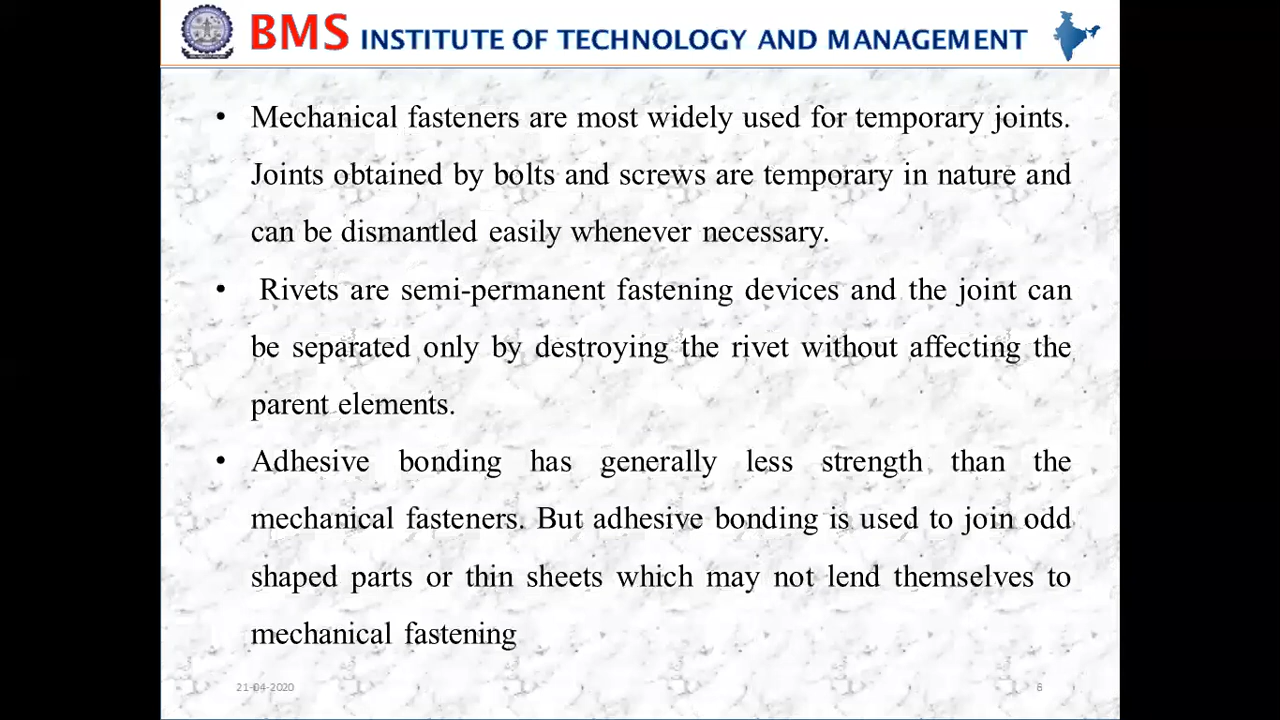 BMS INSTITUTE OF TECHNOLOGY AND MANAGEMENT
• Mechanical fasteners are most widely used for temporary joints.
Joints obtained by bolts and screws are temporary in nature and
can be dismantled easily whenever necessary.
• Rivets are semi-permanent fastening devices and the joint can
be separated only by destroying the rivet without affecting the
parent elements.
• Adhesive bonding has generally less strength than the
mechanical fasteners. But adhesive bonding is used to join odd
shaped parts or thin sheets which may not lend themselves to
mechanical fastening
21-04-2020